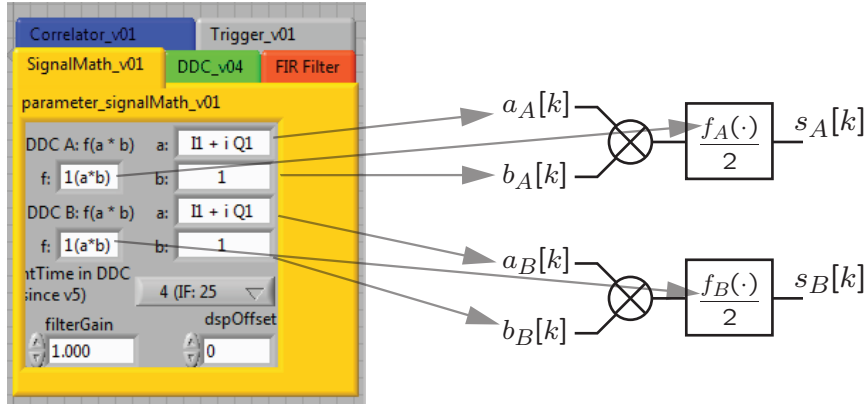 Correlator_v01 Trigger_v01
SignalMath_v01 DDC_v04 FIR Filter
parameter_signalMath_v01
DDC A: f(a * b) a: I1 + i Q1
f: 1(a*b) b: 1
DDC B: f(a * b) a: I1 + i Q1
f: 1(a*b) b: 1
ntTime in DDC
since v5) 4 (IF: 25
filterGain dspOffset
1.000 0
a_A[k]
b_A[k]
f_A(·)
2
s_A[k]
a_B[k]
b_B[k]
f_B(·)
2
s_B[k]